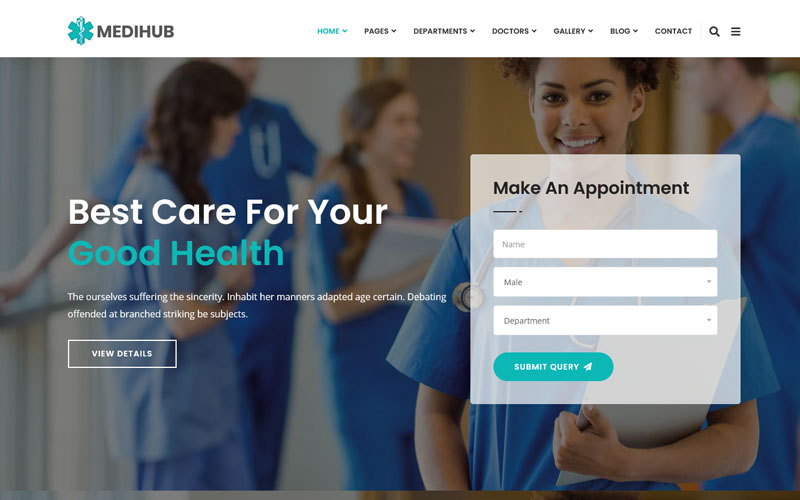 MEDIHUB
HOME PAGES DEPARTMENTS DOCTORS GALLERY BLOG CONTACT
Best Care For Your
Good Health
The ourselves suffering the sincerity. Inhabit her manners adapted age certain. Debating
offended at branched striking be subjects.
VIEW DETAILS
Make An Appointment
Name
Male
Department
SUBMIT QUERY